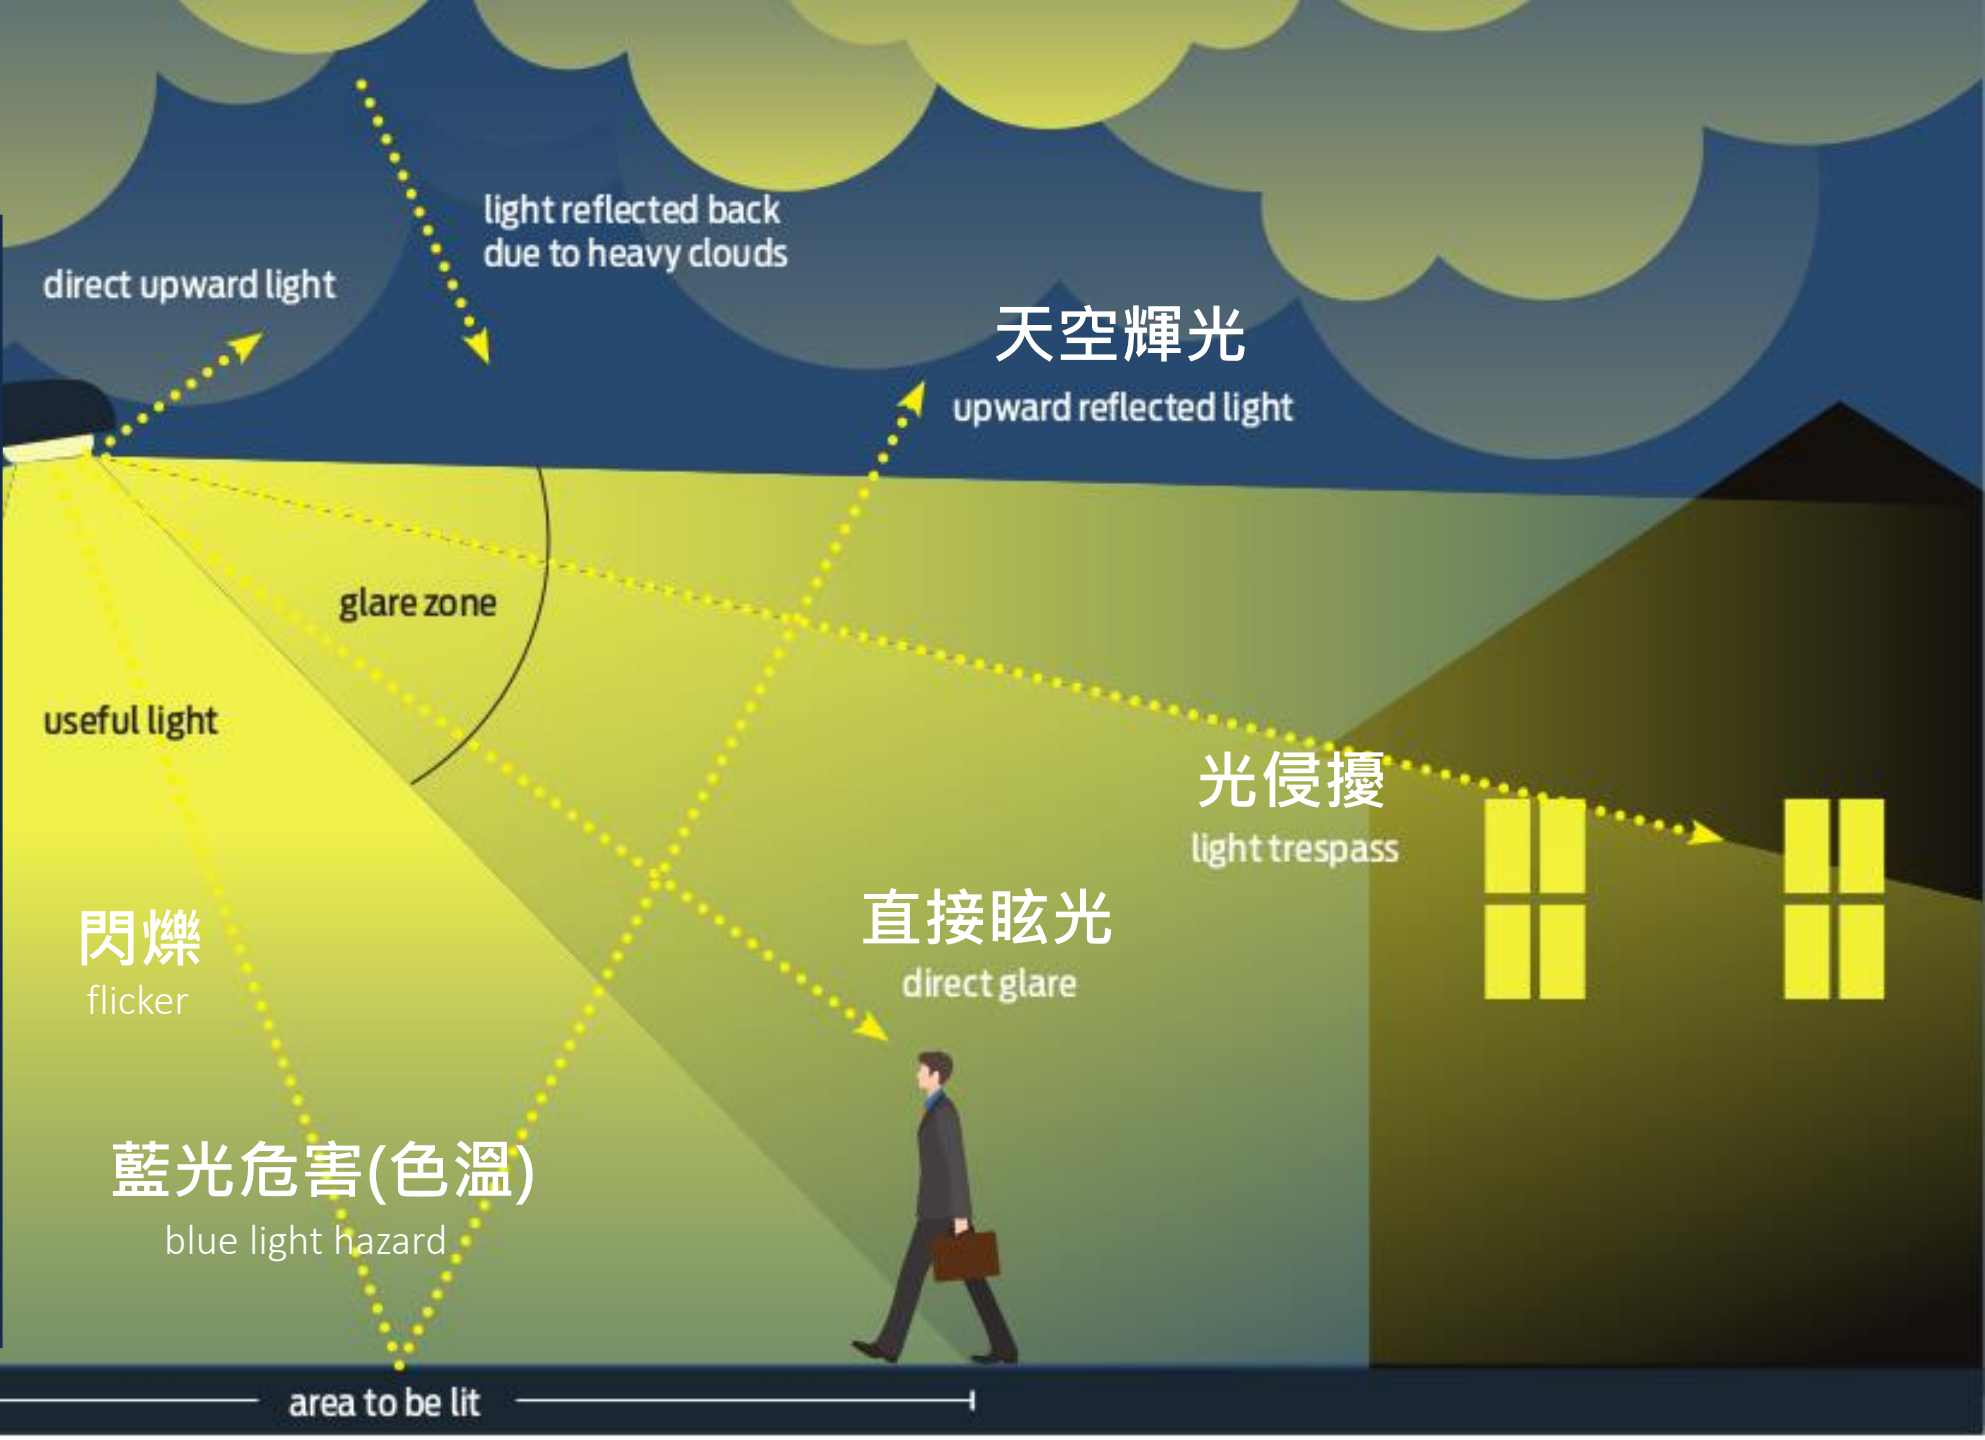 light reflected back
due to heavy clouds
direct upward light
天空輝光
upward reflected light
glare zone
useful light
光侵擾
light trespass
直接眩光
direct glare
閃爍
flicker
藍光危害(色溫)
blue light hazard
area to be lit